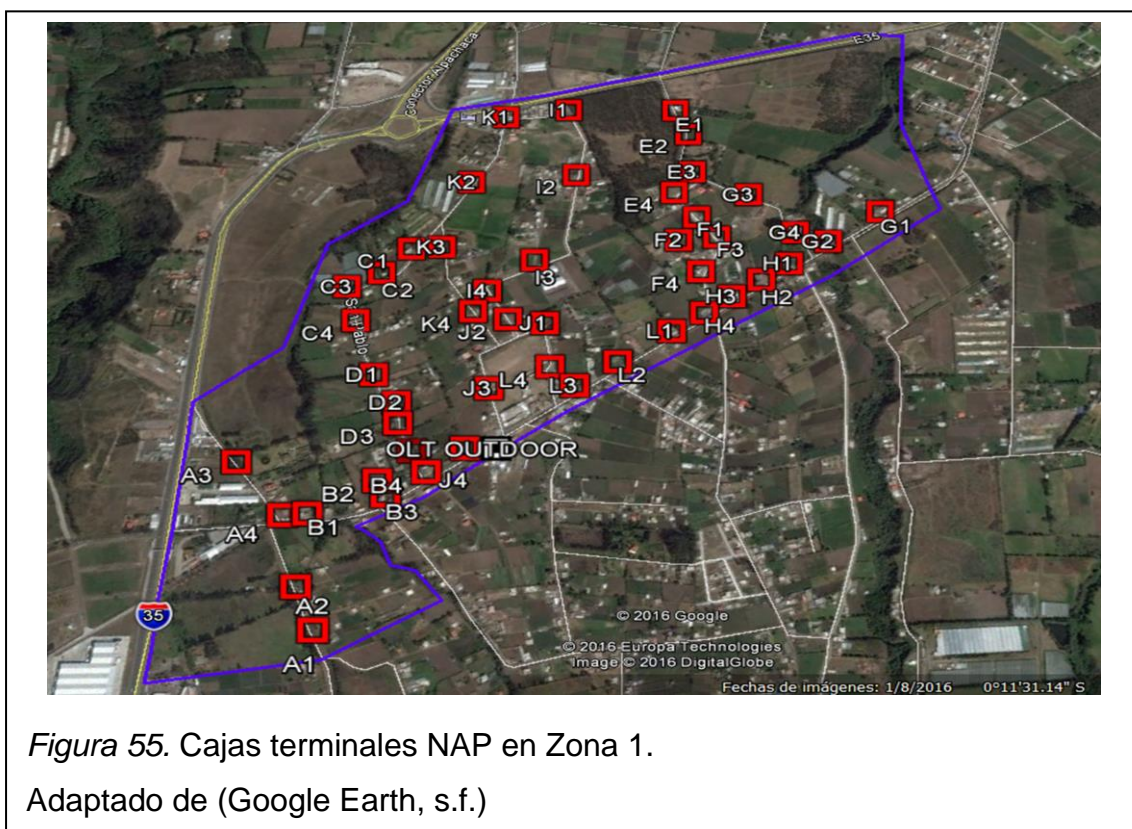 E35
Conector Alpachaca
K1
I1
E1
E2
E3
K2
I2
E4
G3
G1
F1
G4
G2
F2
F3
K3
C1
C2
I3
H1
H2
F4
C3
I4
H3
C4
K4
J2
J1
L1
H4
D1
L2
J3
L4
L3
D2
D3
OLT OUTDOOR
A3
J4
B4
B2
B3
B1
A4
A2
35
A1
© 2016 Google
© 2016 Europa Technologies
Image © 2016 DigitalGlobe
Fechas de imágenes: 1/8/2016 0°11'31.14" S
Figura 55. Cajas terminales NAP en Zona 1.
Adaptado de (Google Earth, s.f.)